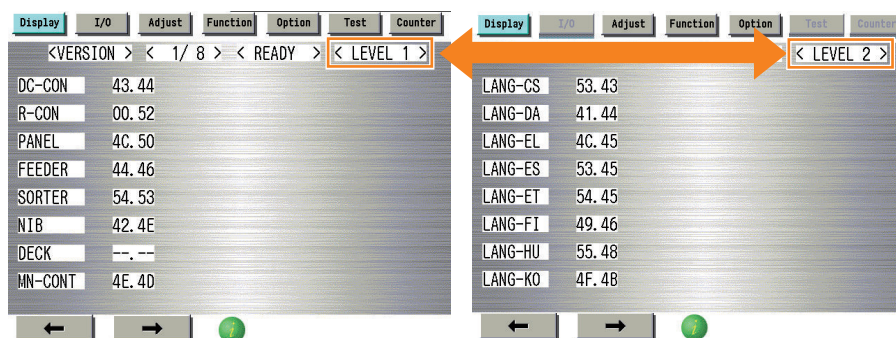 Display I/O Adjust Function Option Test Counter
<VERSION > < 1/ 8 > < READY > < LEVEL 1 >
DC-CON 43.44
R-CON 00.52
PANEL 4C.50
FEEDER 44.46
SORTER 54.53
NIB 42.4E
DECK --.--
MN-CONT 4E.4D
Display I/O Adjust Function Option Test Counter
< LEVEL 2 >
LANG-CS 53.43
LANG-DA 41.44
LANG-EL 4C.45
LANG-ES 53.45
LANG-ET 54.45
LANG-FI 49.46
LANG-HU 55.48
LANG-KO 4F.4B